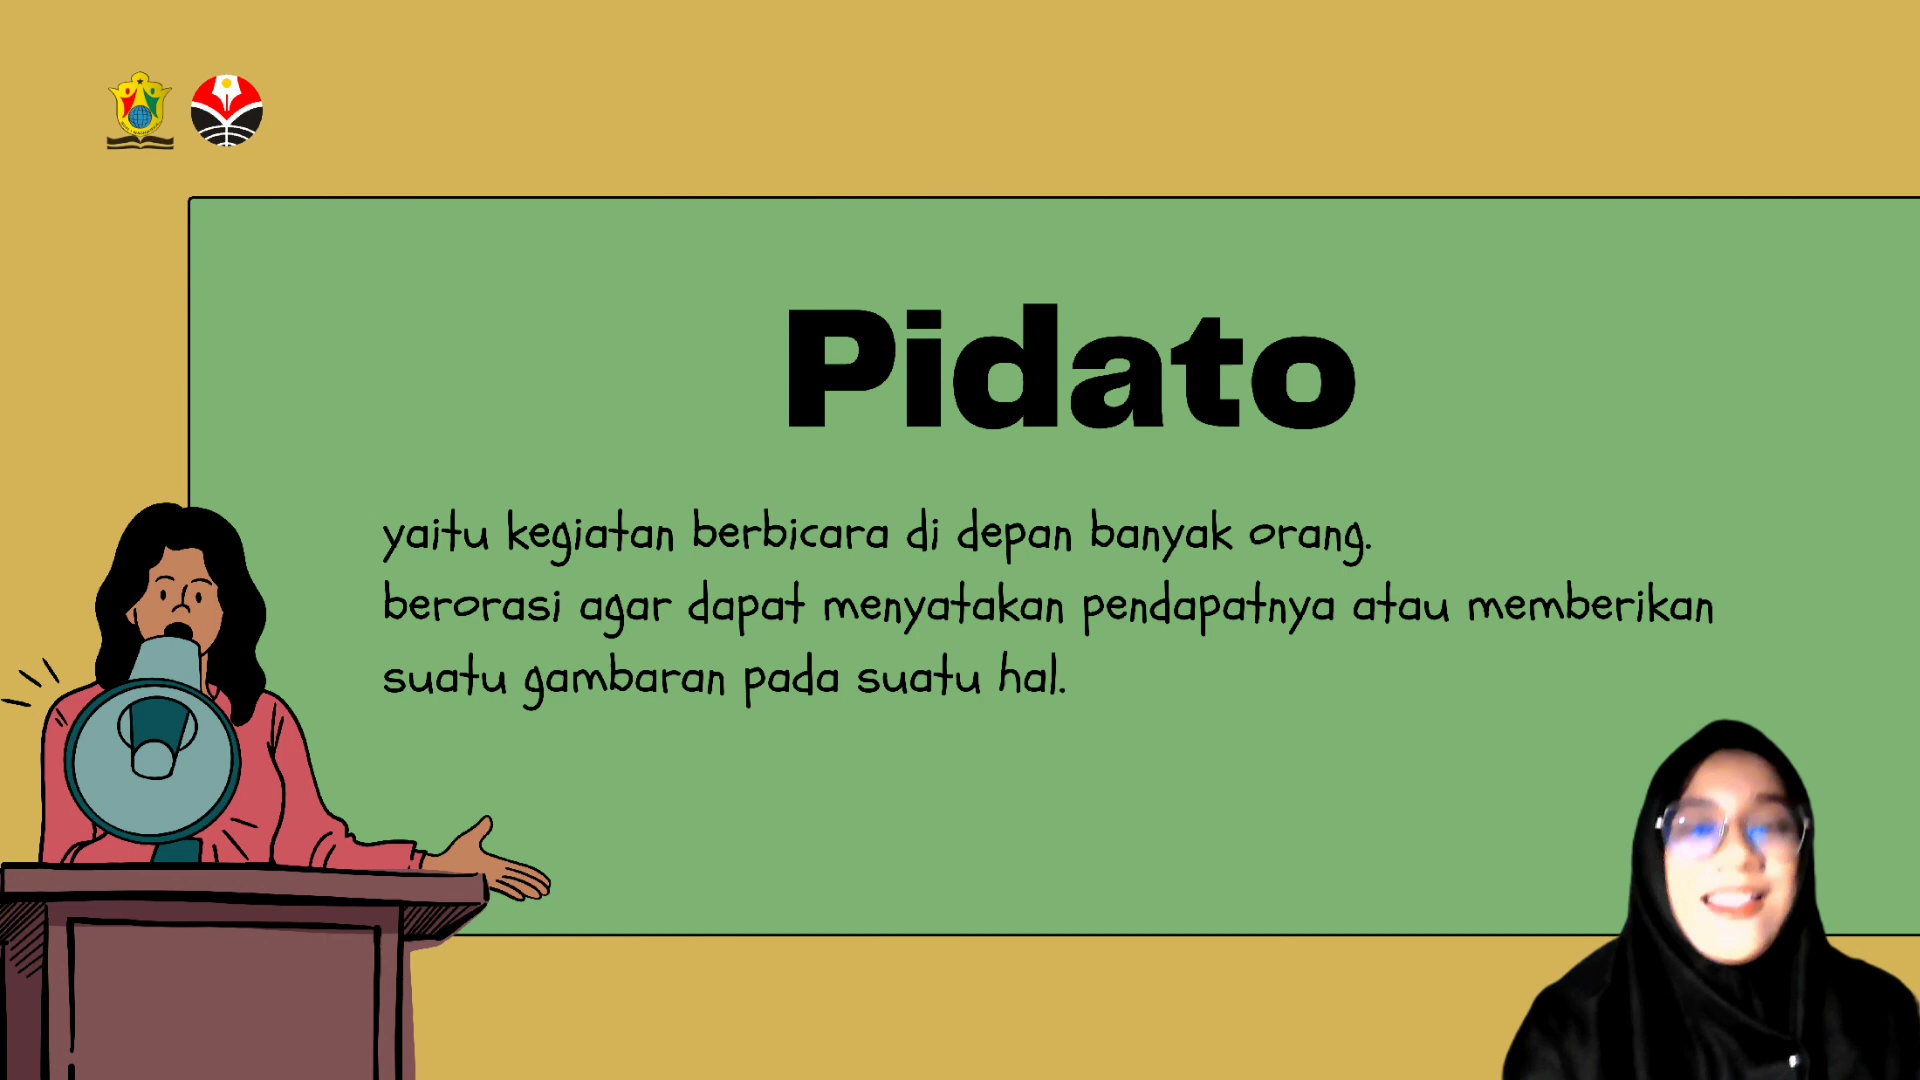 Pidato
yaitu kegiatan berbicara di depan banyak orang.
berorasi agar dapat menyatakan pendapatnya atau memberikan
suatu gambaran pada suatu hal.